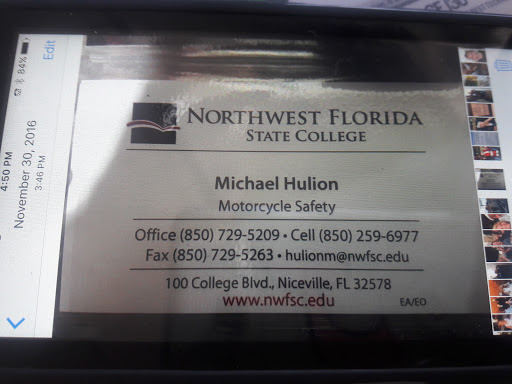 84%
Edit
4:50 PM
November 30, 2016
3:46 PM
NORTHWEST FLORIDA
STATE COLLEGE
Michael Hulion
Motorcycle Safety
Office (850) 729-5209 • Cell (850) 259-6977
Fax (850) 729-5263 • hulionm@nwfsc.edu
100 College Blvd., Niceville, FL 32578
www.nwfsc.edu
EA/EO